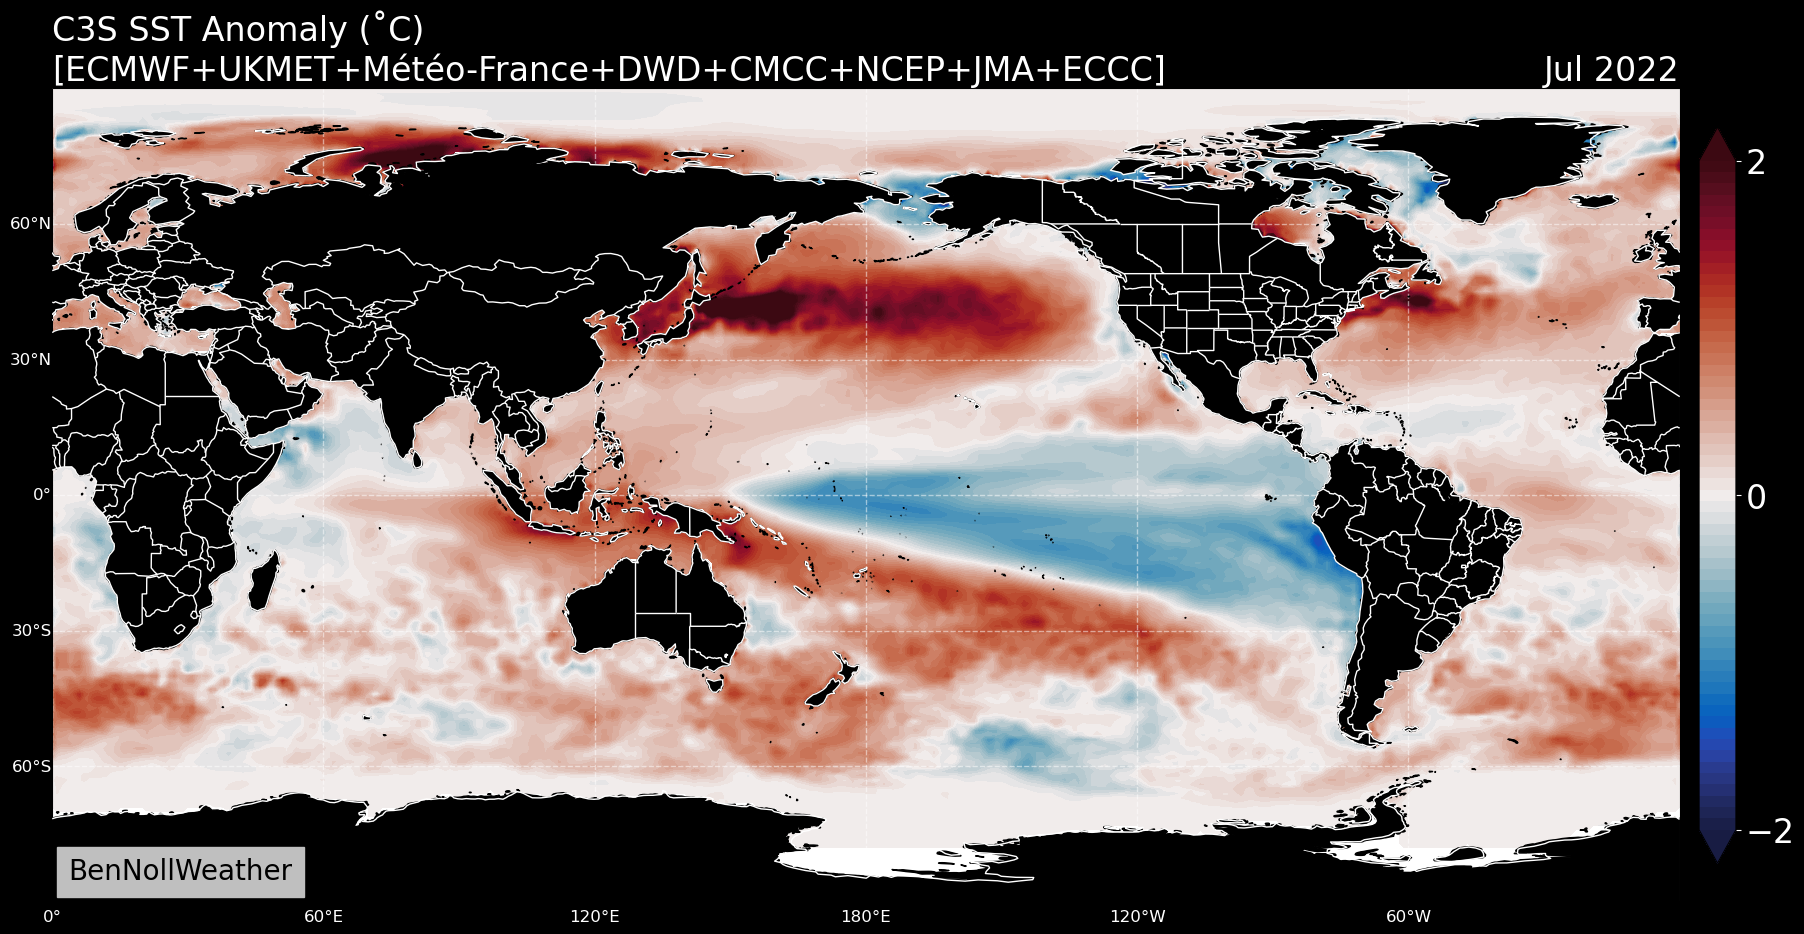 C3S SST Anomaly (˚C)
[ECMWF+UKMET+Météo-France+DWD+CMCC+NCEP+JMA+ECCC]
Jul 2022
60°N
30°N
0°
30°S
60°S
0°
60°E
120°E
180°E
120°W
60°W
2
0
−2
BenNollWeather